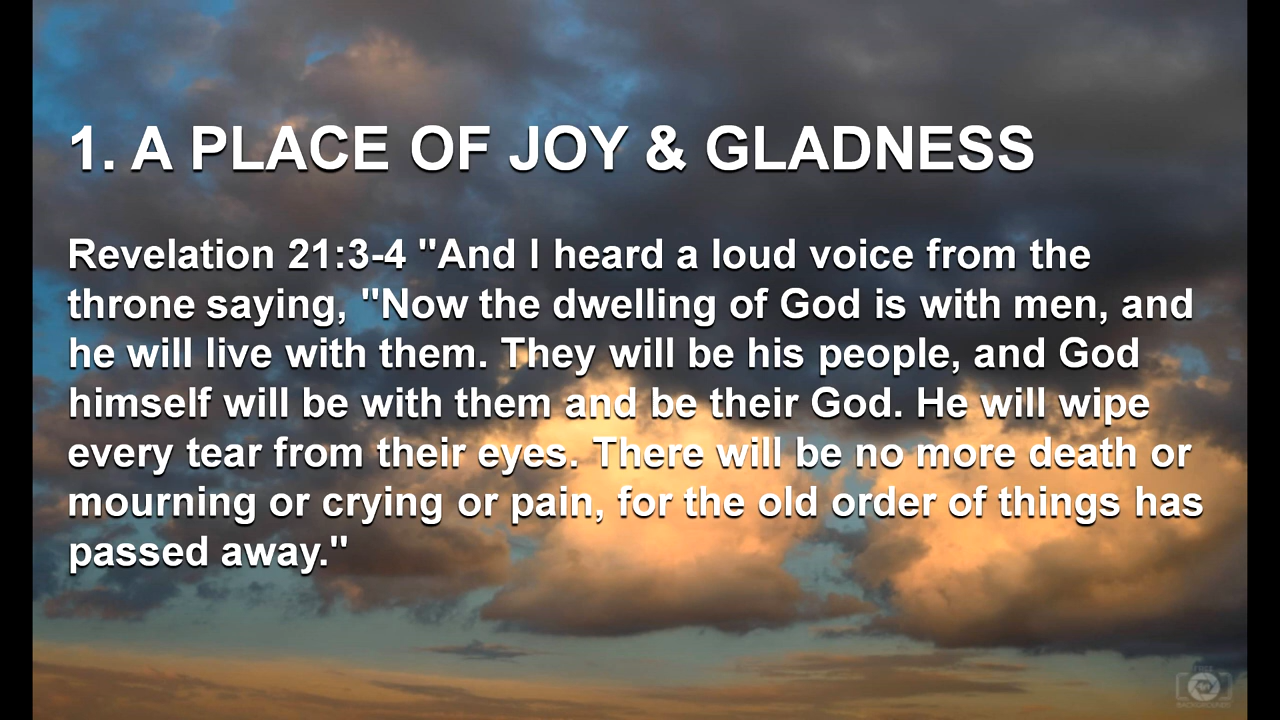 1. A PLACE OF JOY & GLADNESS
Revelation 21:3-4 "And I heard a loud voice from the
throne saying, "Now the dwelling of God is with men, and
he will live with them. They will be his people, and God
himself will be with them and be their God. He will wipe
every tear from their eyes. There will be no more death or
mourning or crying or pain, for the old order of things has
passed away."